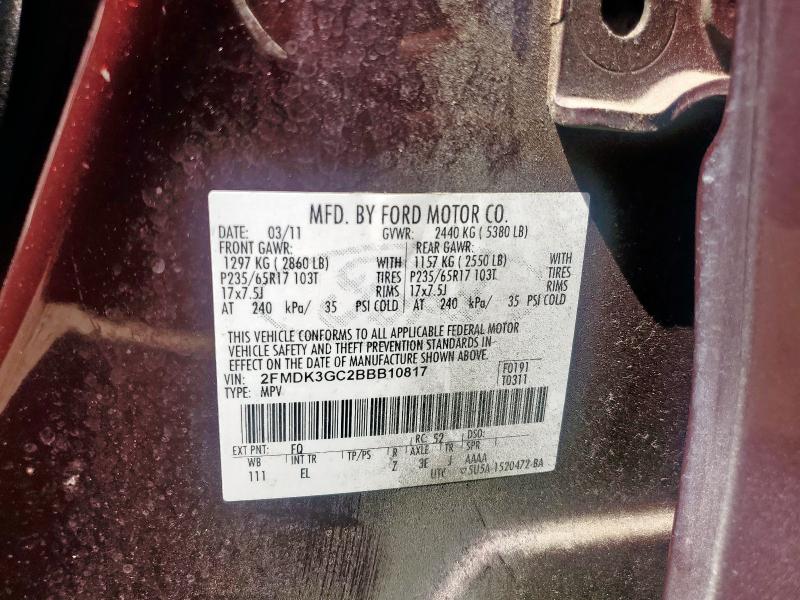 MFD. BY FORD MOTOR CO.
DATE: 03/11 GVWR: 2440 KG ( 5380 LB)
FRONT GAWR: REAR GAWR:
1297 KG ( 2860 LB) WITH 1157 KG ( 2550 LB) WITH
P235/65R17 103T TIRES P235/65R17 103T TIRES
17x7.5J RIMS 17x7.5J RIMS
AT 240 kPa/ 35 PSI COLD AT 240 kPa/ 35 PSI COLD
THIS VEHICLE CONFORMS TO ALL APPLICABLE FEDERAL MOTOR
VEHICLE SAFETY AND THEFT PREVENTION STANDARDS IN
EFFECT ON THE DATE OF MANUFACTURE SHOWN ABOVE.
VIN: 2FMDK3GC2BBB10817 F0191
TYPE: MPV T0311
EXT PNT: FQ RC: 52 DSO:
WB INT TR TP/PS R AXLE TR SPR
111 EL Z 3E J AAAA
UTC 5U5A-1520472-BA